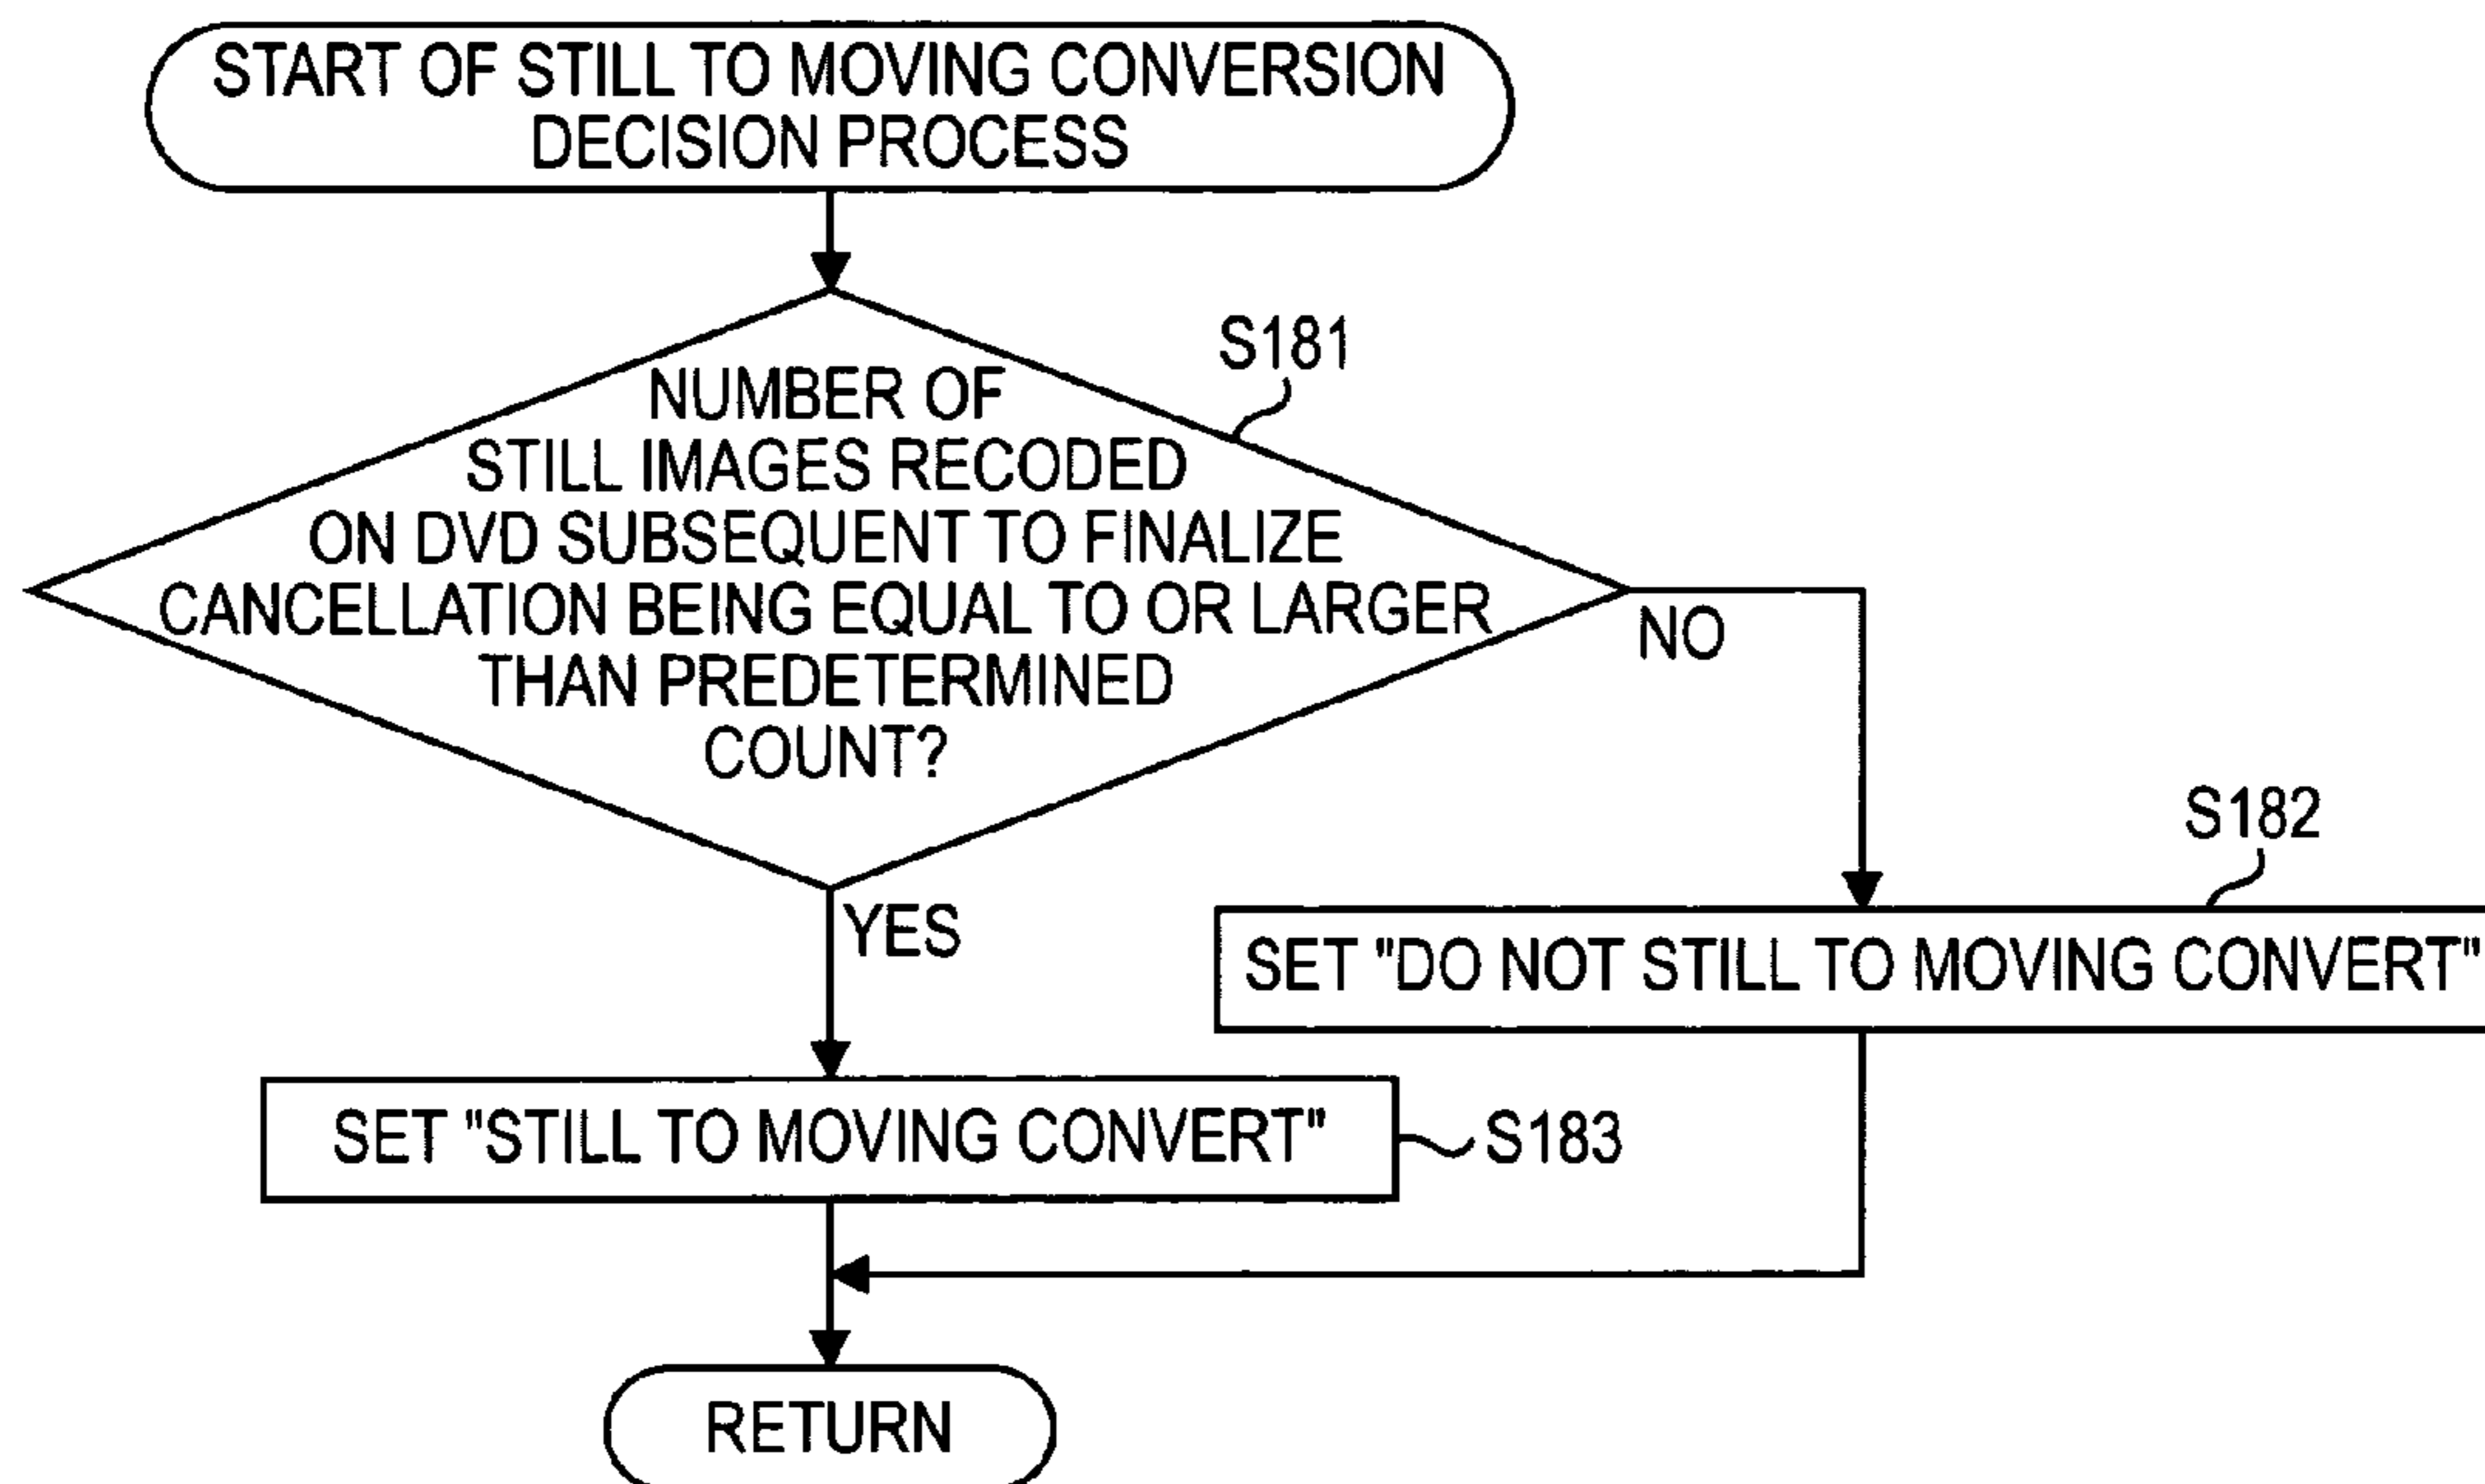 START OF STILL TO MOVING CONVERSION
DECISION PROCESS
S181
NUMBER OF
STILL IMAGES RECODED
ON DVD SUBSEQUENT TO FINALIZE
CANCELLATION BEING EQUAL TO OR LARGER
THAN PREDETERMINED
COUNT?
NO
YES
S182
SET "DO NOT STILL TO MOVING CONVERT"
SET "STILL TO MOVING CONVERT"
S183
RETURN